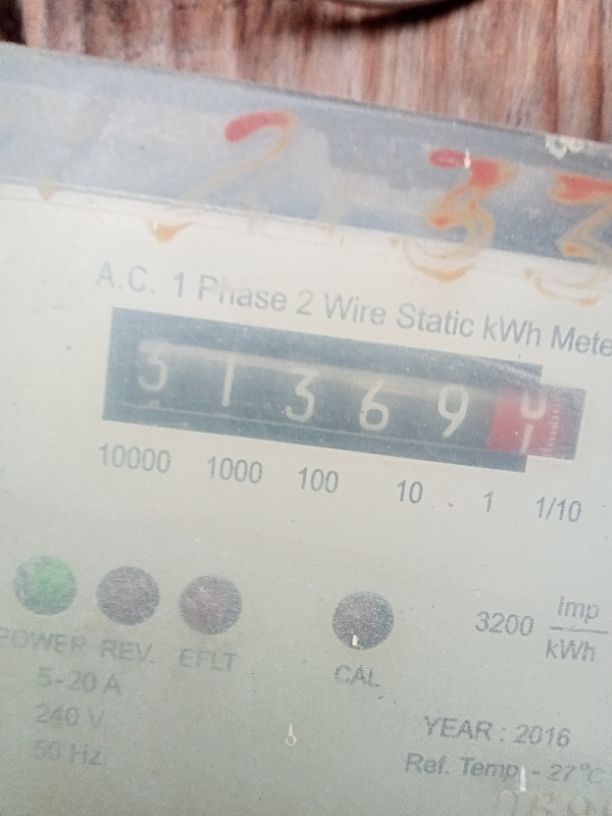 2 33
A.C. 1 Phase 2 Wire Static kWh Mete
3 1 3 6 9
10000 1000 100 10 1 1/10
POWER REV. EFLT CAL
3200 Imp/kWh
5-20 A
240 V.
50 Hz.
YEAR : 2016
Ref. Temp. - 27°C